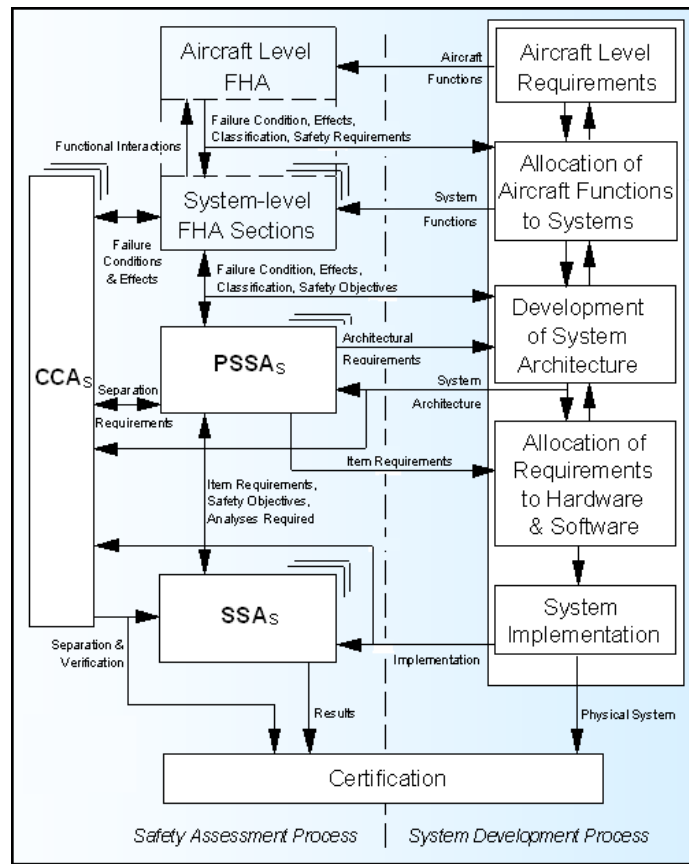 Aircraft Level
FHA
Aircraft
Functions
Aircraft Level
Requirements
Failure Condition, Effects,
Classification, Safety Requirements
Functional Interactions
System-level
FHA Sections
System
Functions
Allocation of
Aircraft Functions
to Systems
Failure
Conditions
& Effects
Failure Condition, Effects,
Classification, Safety Objectives
CCAS
PSSAS
Architectural
Requirements
Development
of System
Architecture
Separation
Requirements
System
Architecture
Item Requirements
Allocation of
Requirements
to Hardware
& Software
Item Requirements,
Safety Objectives,
Analyses Required
SSAS
System
Implementation
Separation &
Verification
Implementation
Results
Physical System
Certification
Safety Assessment Process
System Development Process